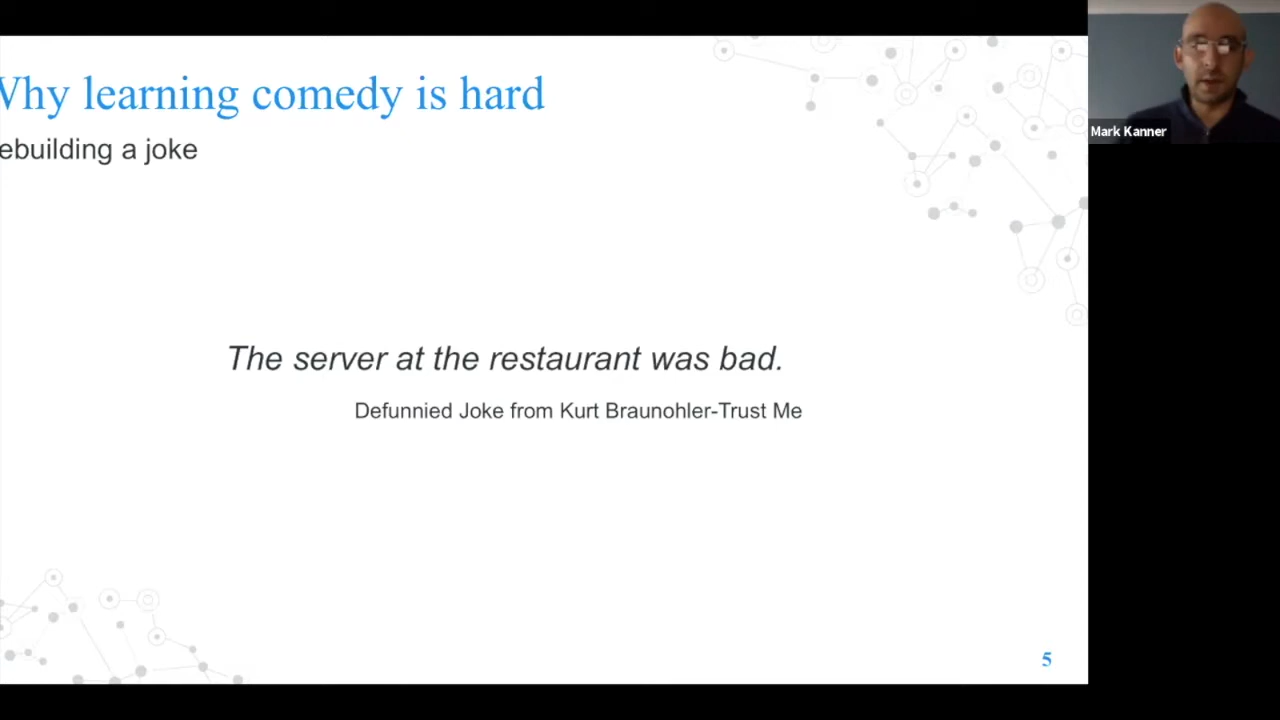 Why learning comedy is hard
ebuilding a joke
The server at the restaurant was bad.
Defunnied Joke from Kurt Braunohler-Trust Me
5
Mark Kanner